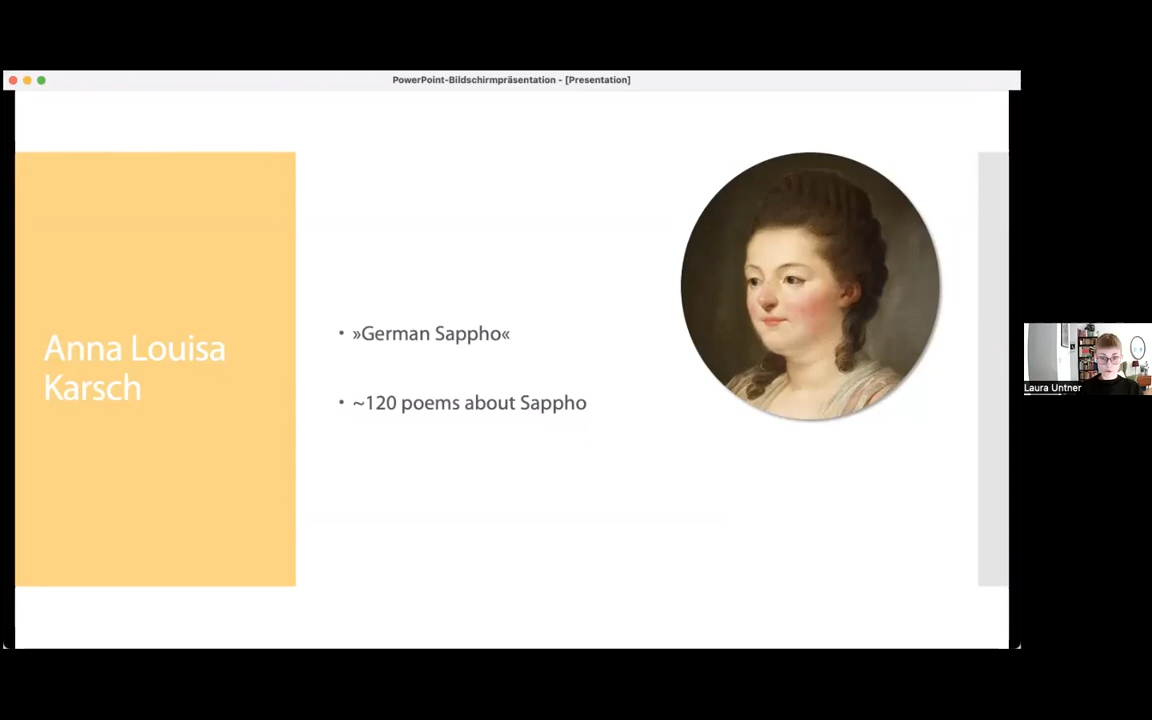 PowerPoint-Bildschirmpräsentation - [Presentation]
Anna Louisa
Karsch
• »German Sappho«
• ~120 poems about Sappho
Laura Untner